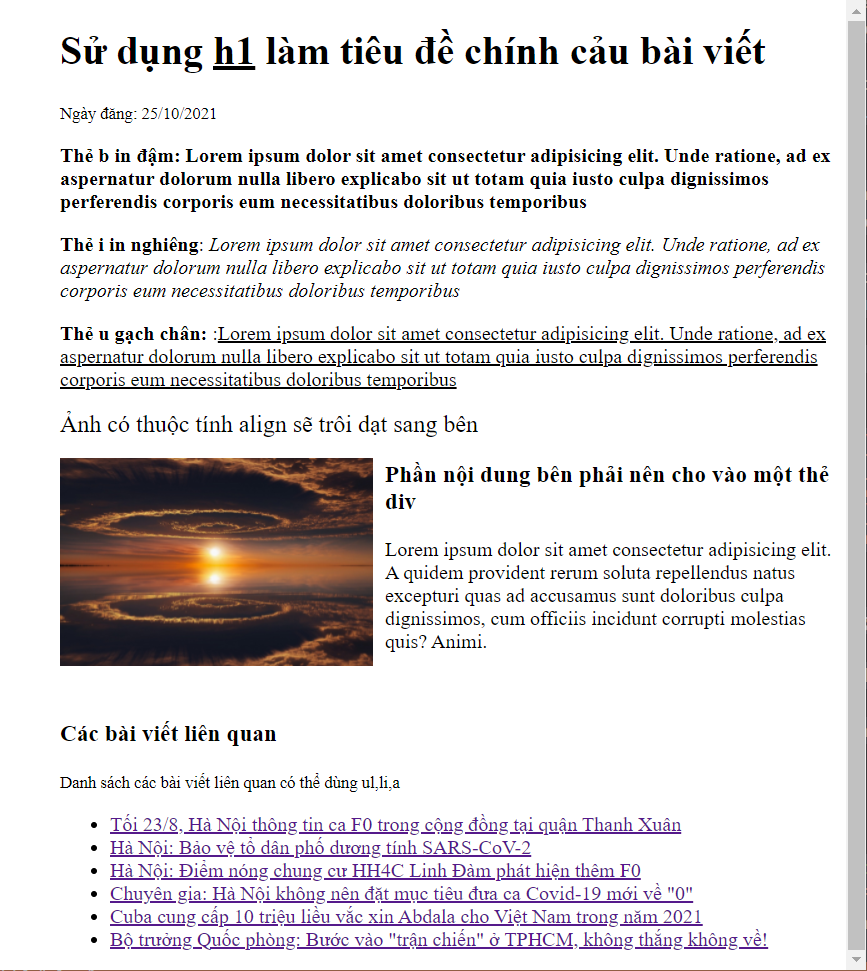 Sử dụng h1 làm tiêu đề chính cảu bài viết
Ngày đăng: 25/10/2021
Thẻ b in đậm: Lorem ipsum dolor sit amet consectetur adipisicing elit. Unde ratione, ad ex
aspernatur dolorum nulla libero explicabo sit ut totam quia iusto culpa dignissimos
perferendis corporis eum necessitatibus doloribus temporibus
Thẻ i in nghiêng: Lorem ipsum dolor sit amet consectetur adipisicing elit. Unde ratione, ad ex
aspernatur dolorum nulla libero explicabo sit ut totam quia iusto culpa dignissimos perferendis
corporis eum necessitatibus doloribus temporibus
Thẻ u gạch chân: :Lorem ipsum dolor sit amet consectetur adipisicing elit. Unde ratione, ad ex
aspernatur dolorum nulla libero explicabo sit ut totam quia iusto culpa dignissimos perferendis
corporis eum necessitatibus doloribus temporibus
Ảnh có thuộc tính align sẽ trôi dạt sang bên
Phần nội dung bên phải nên cho vào một thẻ
div
Lorem ipsum dolor sit amet consectetur adipisicing elit.
A quidem provident rerum soluta repellendus natus
excepturi quas ad accusamus sunt doloribus culpa
dignissimos, cum officiis incidunt corrupti molestias
quis? Animi.
Các bài viết liên quan
Danh sách các bài viết liên quan có thể dùng ul,li,a
• Tối 23/8, Hà Nội thông tin ca F0 trong cộng đồng tại quận Thanh Xuân
• Hà Nội: Bảo vệ tổ dân phố dương tính SARS-CoV-2
• Hà Nội: Điểm nóng chung cư HH4C Linh Đàm phát hiện thêm F0
• Chuyên gia: Hà Nội không nên đặt mục tiêu đưa ca Covid-19 mới về "0"
• Cuba cung cấp 10 triệu liều vắc xin Abdala cho Việt Nam trong năm 2021
• Bộ trưởng Quốc phòng: Bước vào "trận chiến" ở TPHCM, không thắng không về!